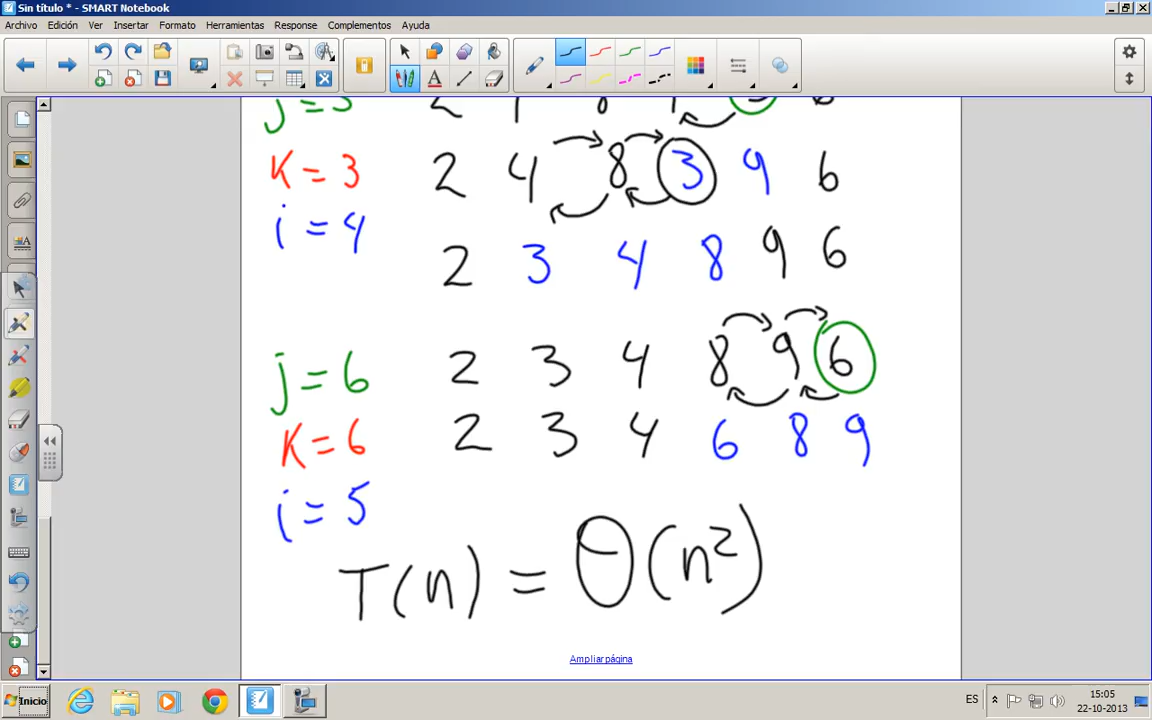 Sin título * - SMART Notebook
Archivo Edición Ver Insertar Formato Herramientas Response Complementos Ayuda
K = 3 2 4 8 3 9 6
i = 4
2 3 4 8 9 6
j = 6 2 3 4 8 9 6
K = 6 2 3 4 6 8 9
i = 5
T(n) = Θ(n²)
Ampliar página
Inicio ES 15:05
22-10-2013